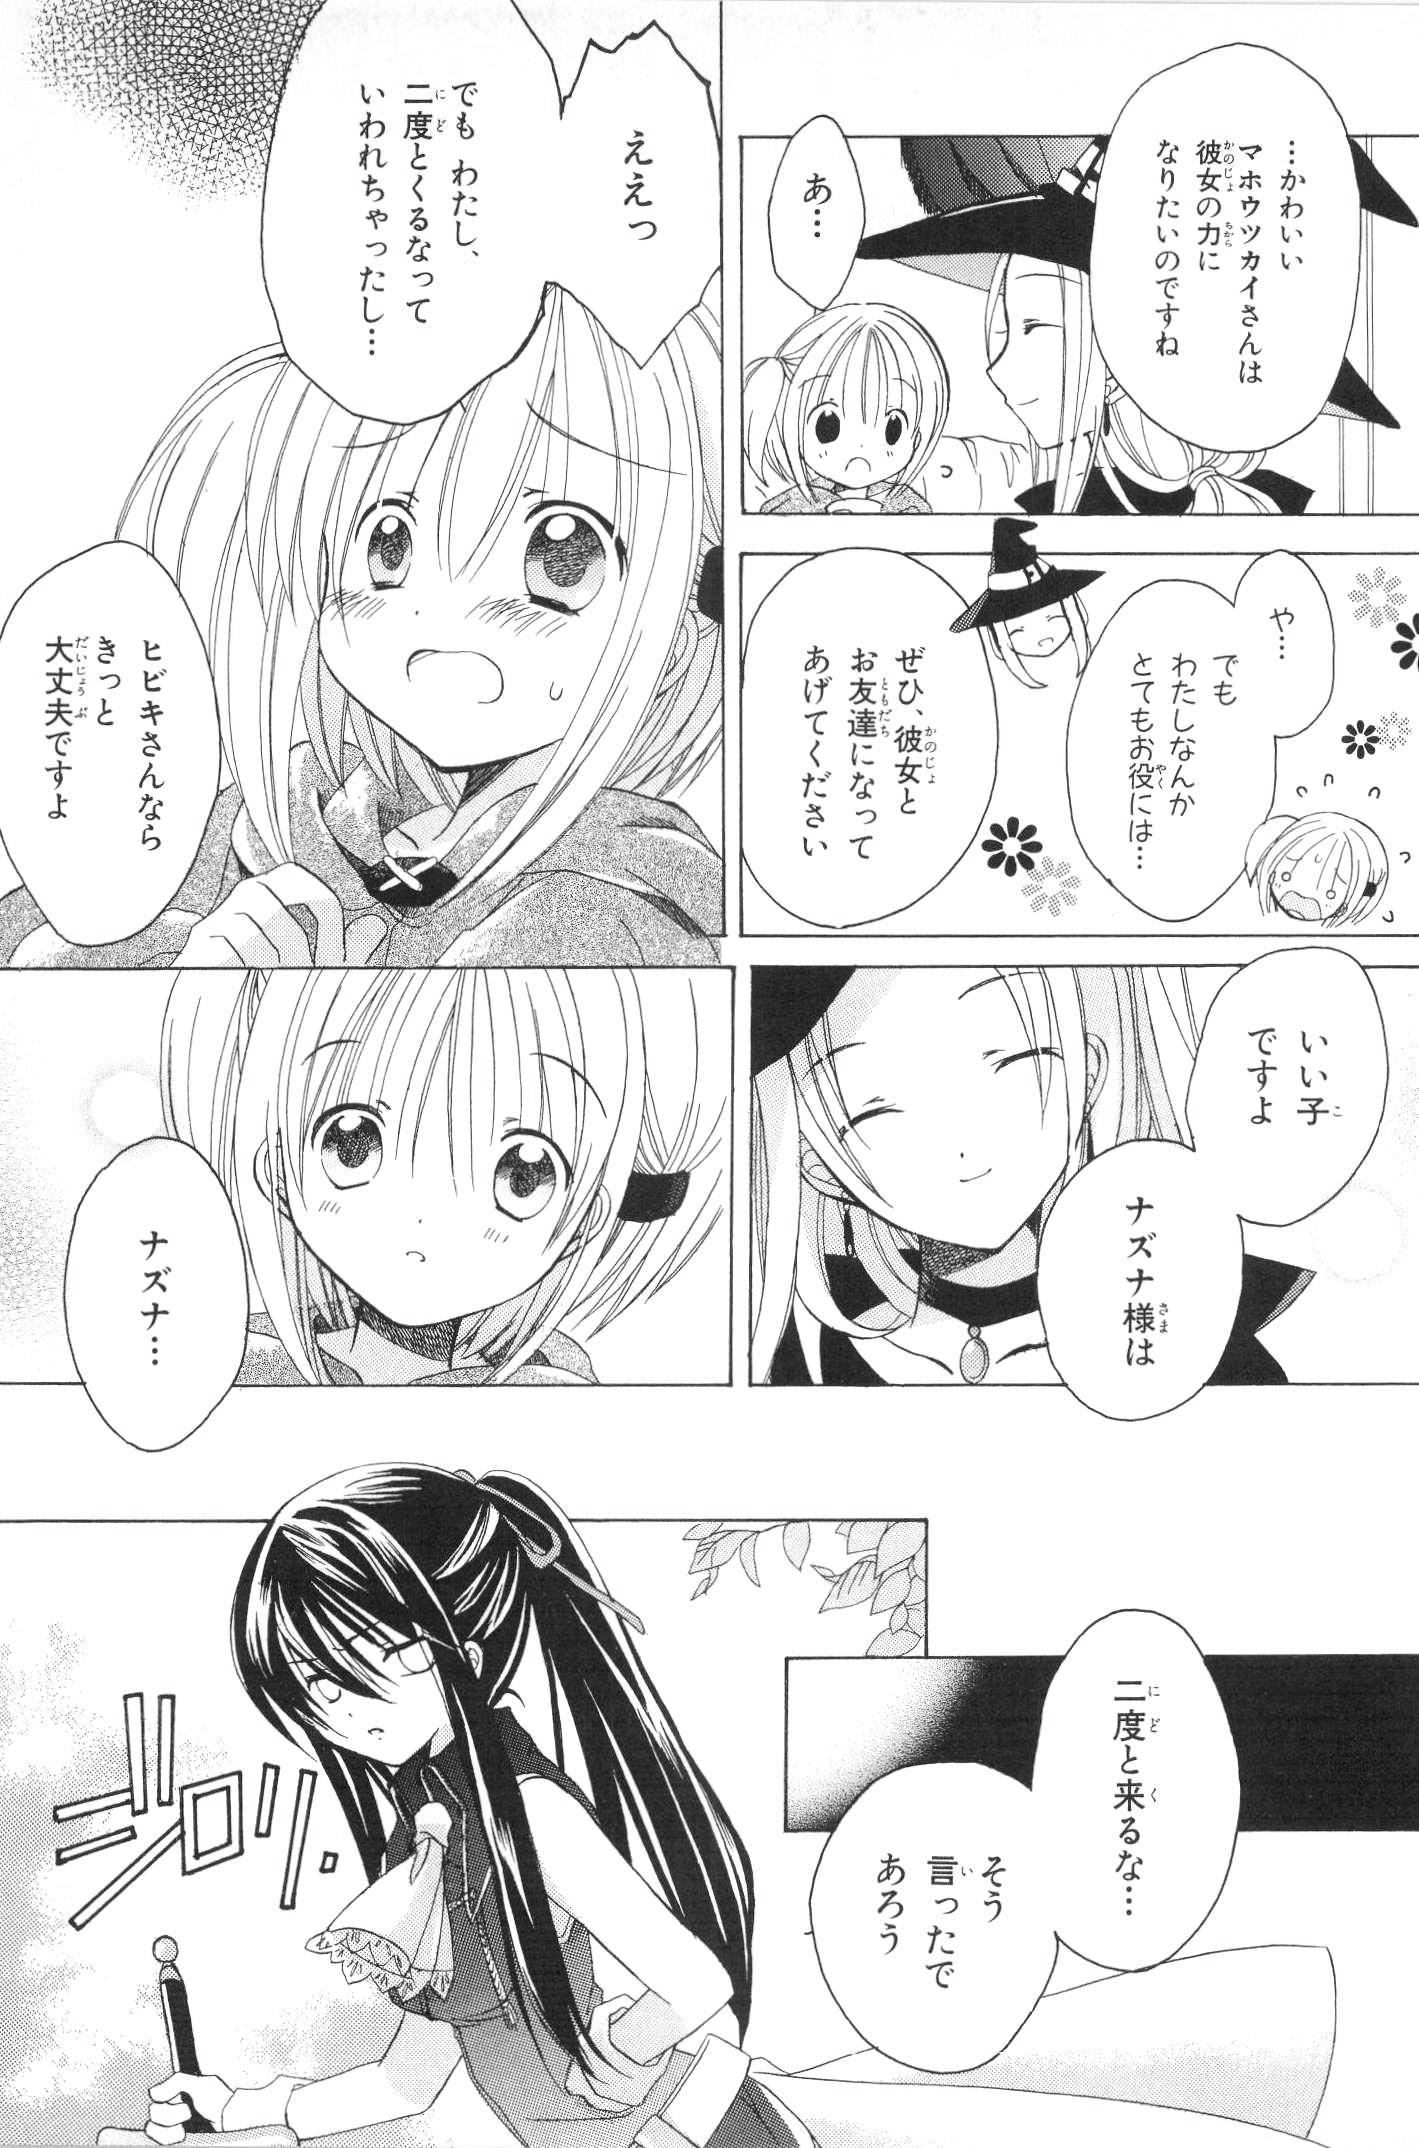 …かわいい
マホウツカイさんは
彼女の力に
なりたいのですね
あ…
や…
でも
わたしなんか
とてもお役には…
ぜひ、彼女と
お友達になって
あげてください
ええっ
でも わたし、
二度とくるなって
いわれちゃったし…
ヒビキさんなら
きっと
大丈夫ですよ
いい子
ですよ
ナズナ様は
ナズナ…
二度と来るな…
そう
言ったで
あろう
ジロリ.